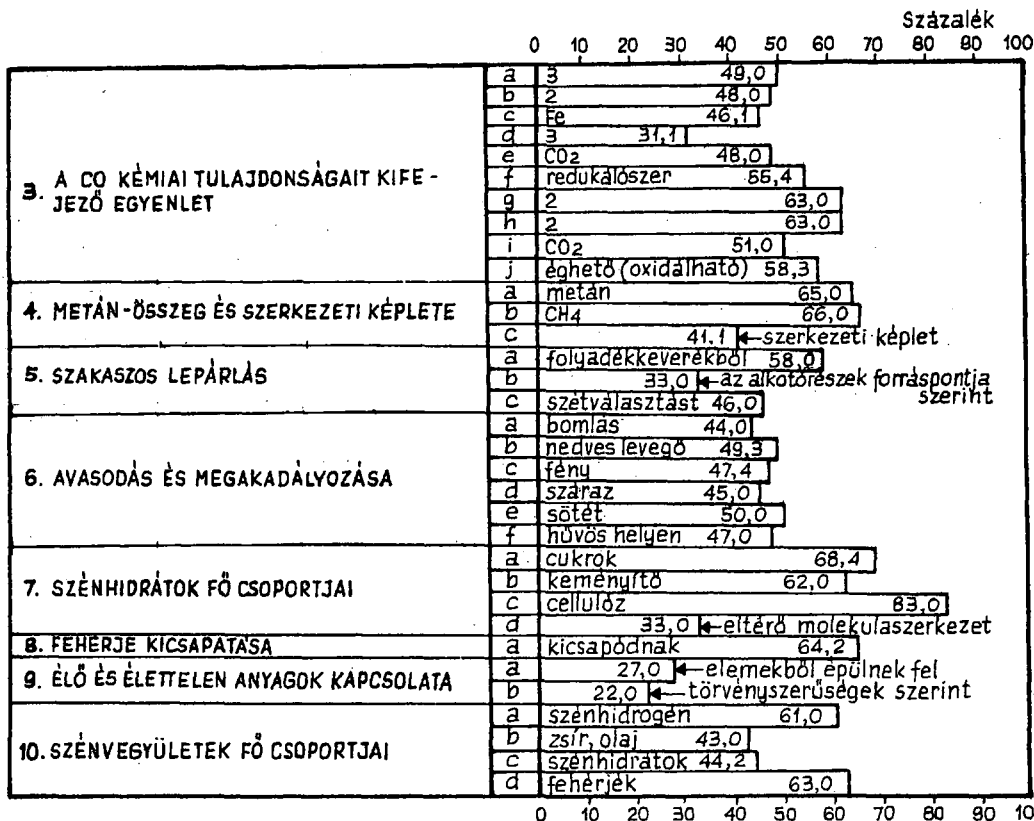 Százalék
0 10 20 30 40 50 60 70 80 90 100
3. A CO KÉMIAI TULAJDONSÁGAIT KIFE-
JEZŐ EGYENLET
a 3 49,0
b 2 48,0
c Fe 46,1
d 3 31,1
e CO2 48,0
f redukálószer 55,4
g 2 63,0
h 2 63,0
i CO2 51,0
j éghető (oxidálható) 58,3
4. METÁN-ÖSSZEG ÉS SZERKEZETI KÉPLETE
a metán 65,0
b CH4 66,0
c 41.1 szerkezeti képlet
5. SZAKASZOS LEPÁRLÁS
a folyadékkeverékből 58,0
b 33,0 az alkotórészek forráspontja
szerint
c szétválasztást 46,0
6. AVASODÁS ÉS MEGAKADÁLYOZÁSA
a bomlás 44,0
b nedves levegő 49,3
c fény 47,4
d száraz 45,0
e sötét 50,0
f hűvös helyen 47,0
7. SZÉNHIDRÁTOK FŐ CSOPORTJAI
a cukrok 68,4
b keményítő 62,0
c cellulóz 83,0
d 33,0 eltérő molekulaszerkezet
8. FEHÉRJE KICSAPATÁSA
a kicsapódnak 64,2
9. ÉLŐ ÉS ÉLETTELEN ANYAGOK KAPCSOLATA
a 27,0 elemekből épülnek fel
b 22,0 törvényszerűségek szerint
10. SZÉNVEGYÜLETEK FŐ CSOPORTJAI
a szénhidrogén 61,0
b zsír, olaj 43,0
c szénhidrátok 44,2
d fehérjék 63,0
0 10 20 30 40 50 60 70 80 90 10